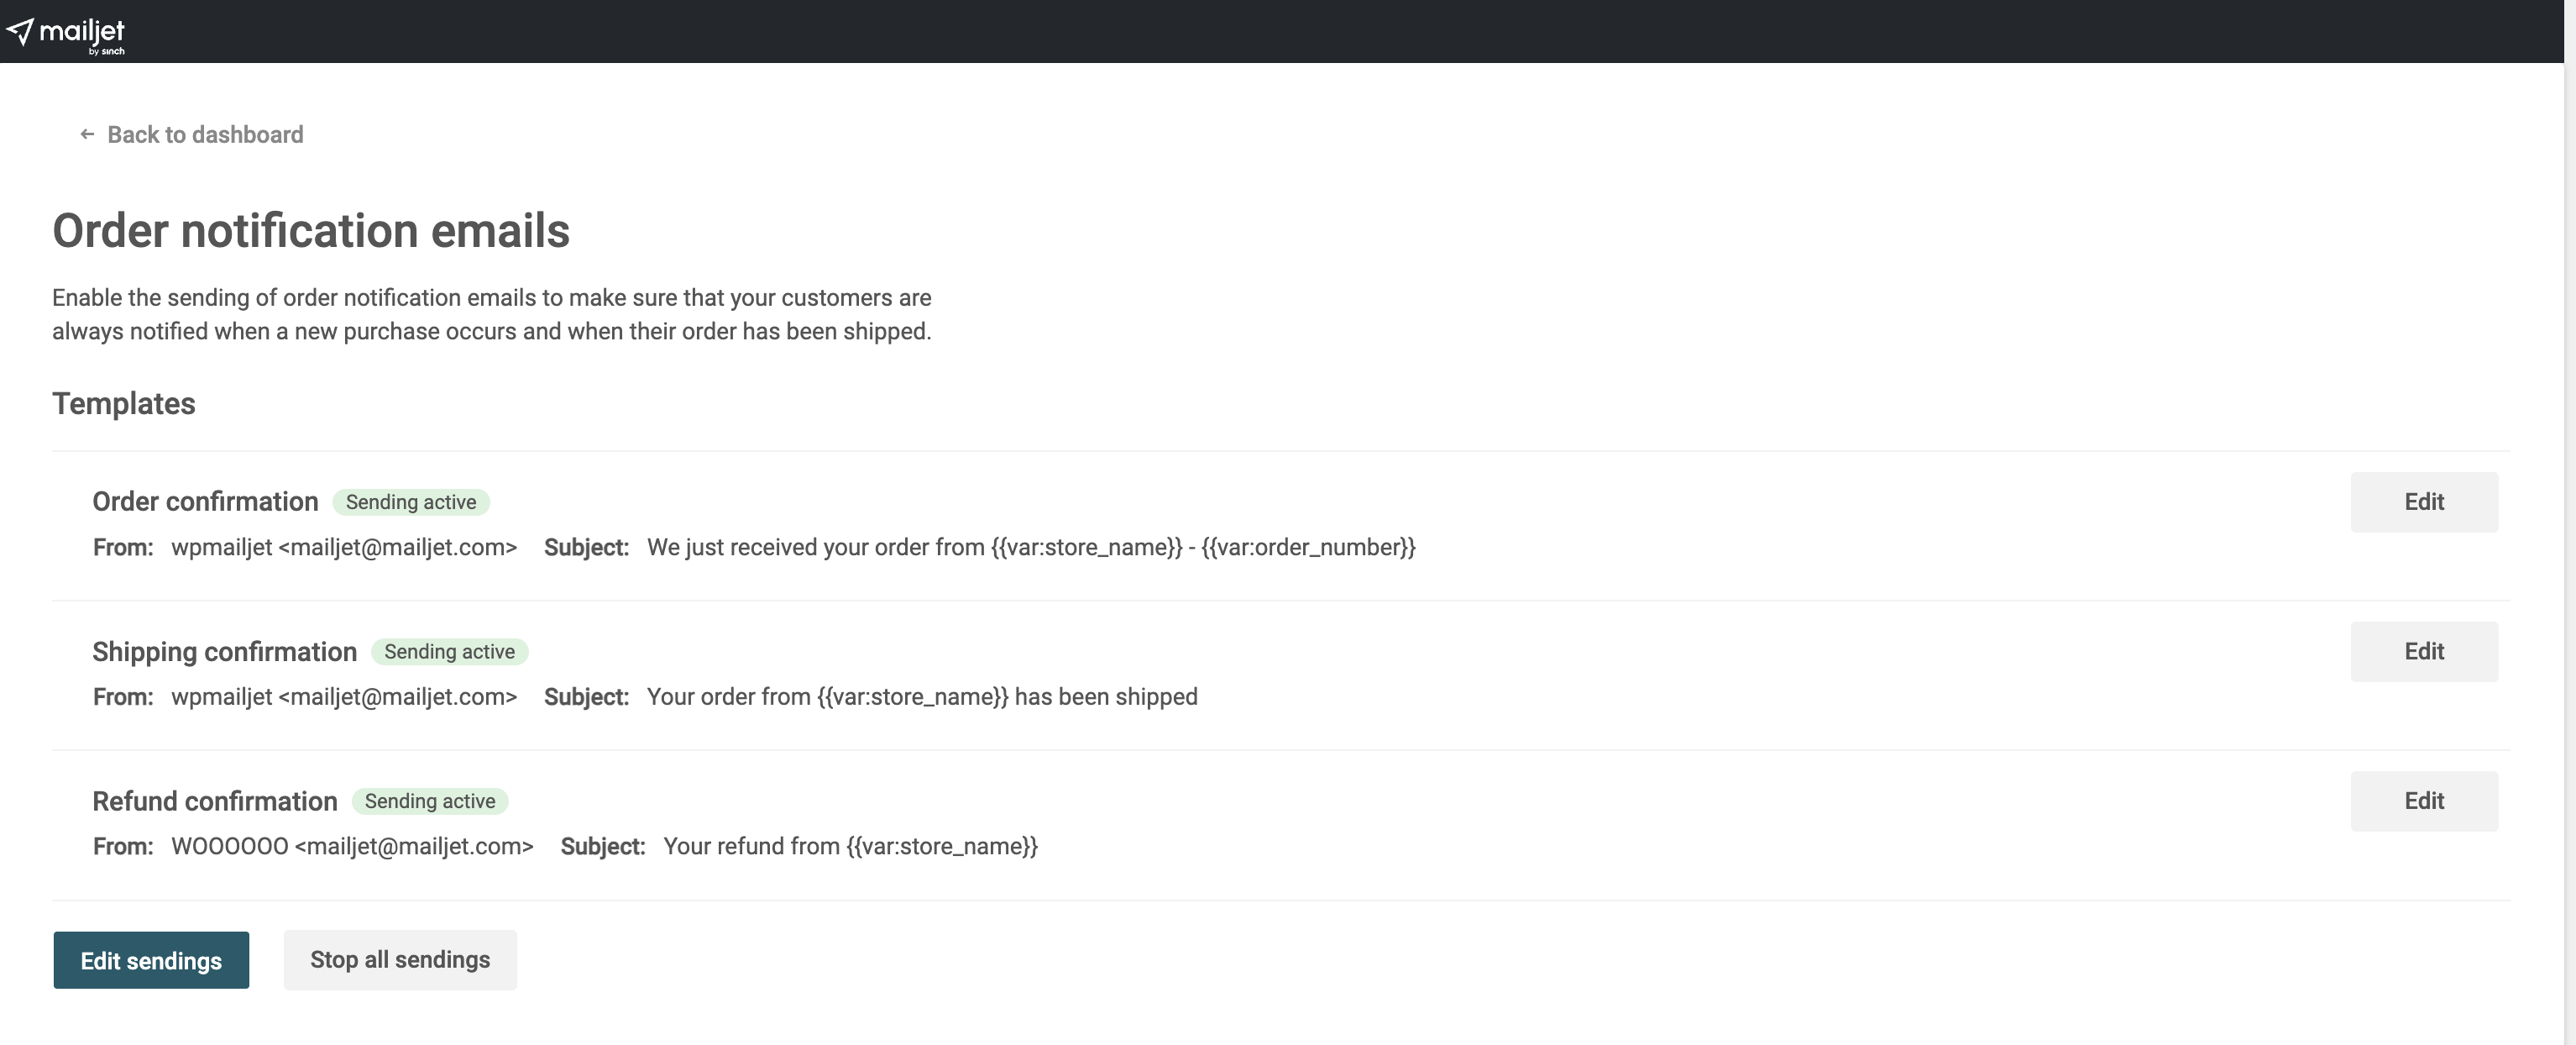 mailjet
by sinch
← Back to dashboard
Order notification emails
Enable the sending of order notification emails to make sure that your customers are
always notified when a new purchase occurs and when their order has been shipped.
Templates
Order confirmation Sending active Edit
From: wpmailjet <mailjet@mailjet.com> Subject: We just received your order from {{var:store_name}} - {{var:order_number}}
Shipping confirmation Sending active Edit
From: wpmailjet <mailjet@mailjet.com> Subject: Your order from {{var:store_name}} has been shipped
Refund confirmation Sending active Edit
From: WOOOOOO <mailjet@mailjet.com> Subject: Your refund from {{var:store_name}}
Edit sendings Stop all sendings